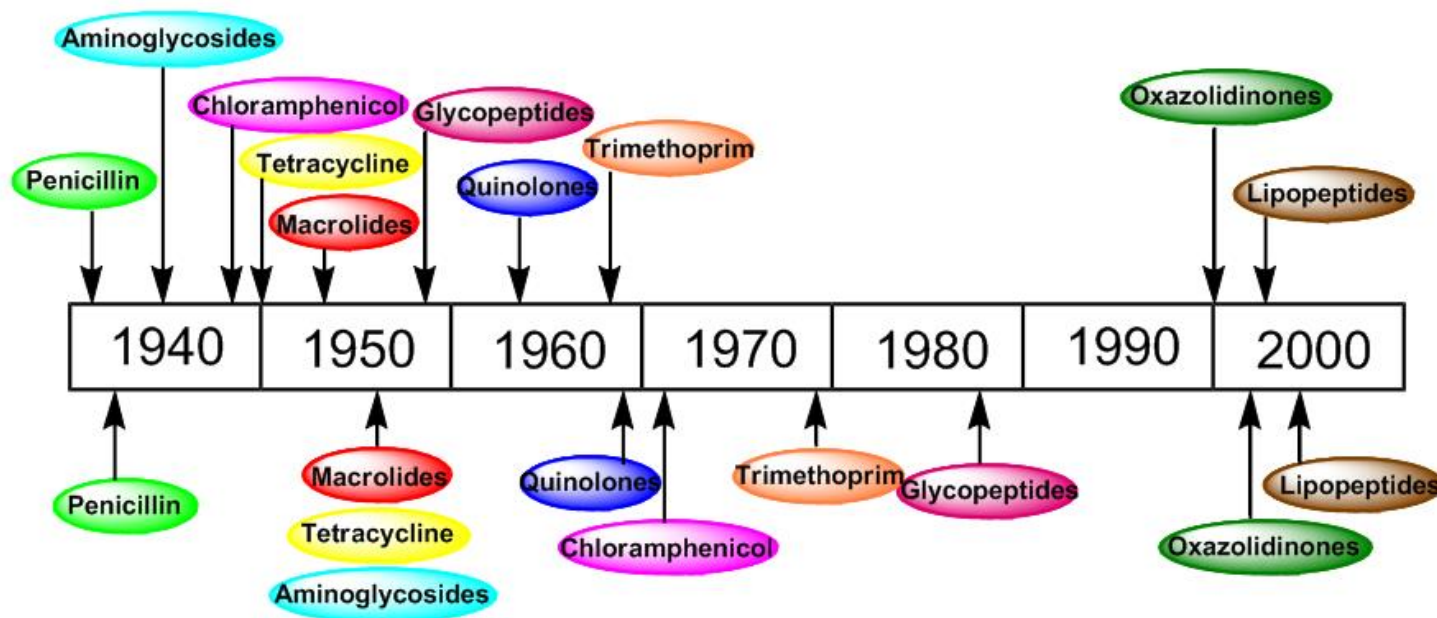 Aminoglycosides
Chloramphenicol
Glycopeptides
Oxazolidinones
Trimethoprim
Tetracycline
Penicillin
Quinolones
Lipopeptides
Macrolides
1940 1950 1960 1970 1980 1990 2000
Macrolides
Quinolones
Trimethoprim
Glycopeptides
Lipopeptides
Penicillin
Tetracycline
Chloramphenicol
Oxazolidinones
Aminoglycosides